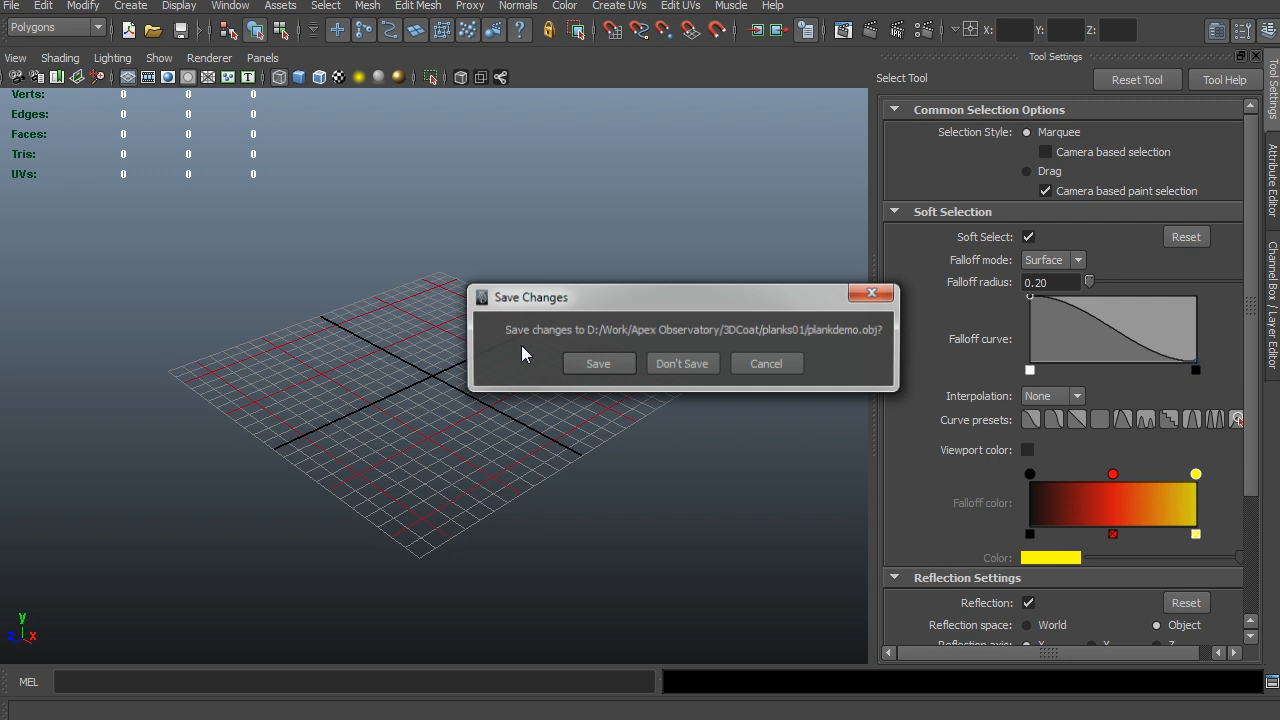 File Edit Modify Create Display Window Assets Select Mesh Edit Mesh Proxy Normals Color Create UVs Edit UVs Muscle Help
Polygons X: Y: Z:
View Shading Lighting Show Renderer Panels
Tool Settings
Select Tool Reset Tool Tool Help
Verts: 0 0 0
Edges: 0 0 0
Faces: 0 0 0
Tris: 0 0 0
UVs: 0 0 0
Common Selection Options
Selection Style: Marquee
Camera based selection
Drag
Camera based paint selection
Soft Selection
Soft Select: Reset
Falloff mode: Surface
Falloff radius: 0.20
Falloff curve:
Interpolation: None
Curve presets:
Viewport color:
Falloff color:
Color:
Reflection Settings
Reflection: Reset
Reflection space: World Object
Reflection axis: X Y Z
Save Changes
Save changes to D:/Work/Apex Observatory/3DCoat/planks01/plankdemo.obj?
Save Don't Save Cancel
Tool Settings
Attribute Editor
Channel Box / Layer Editor
y
z x
MEL